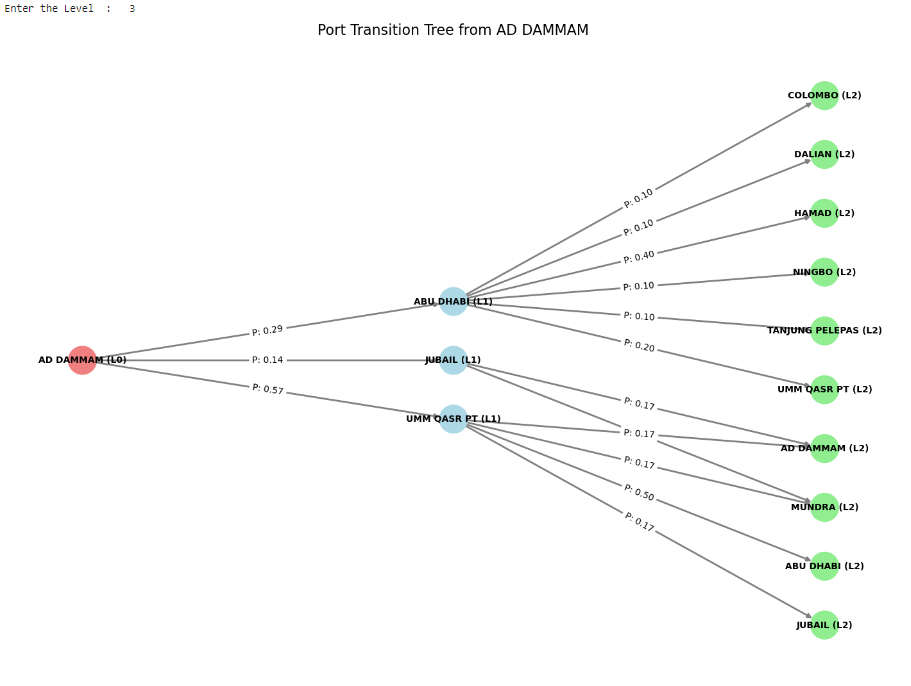 Enter the Level : 3
Port Transition Tree from AD DAMMAM
COLOMBO (L2)
DALIAN (L2)
P: 0.10
HAMAD (L2)
P: 0.10
P: 0.40
NINGBO (L2)
P: 0.10
ABU DHABI (L1)
P: 0.10
P: 0.29
TANJUNG PELEPAS (L2)
P: 0.20
AD DAMMAM (L0)
P: 0.14
JUBAIL (L1)
P: 0.57
UMM QASR PT (L2)
P: 0.17
UMM QASR PT (L1)
P: 0.17
AD DAMMAM (L2)
P: 0.17
P: 0.50
MUNDRA (L2)
P: 0.17
ABU DHABI (L2)
JUBAIL (L2)